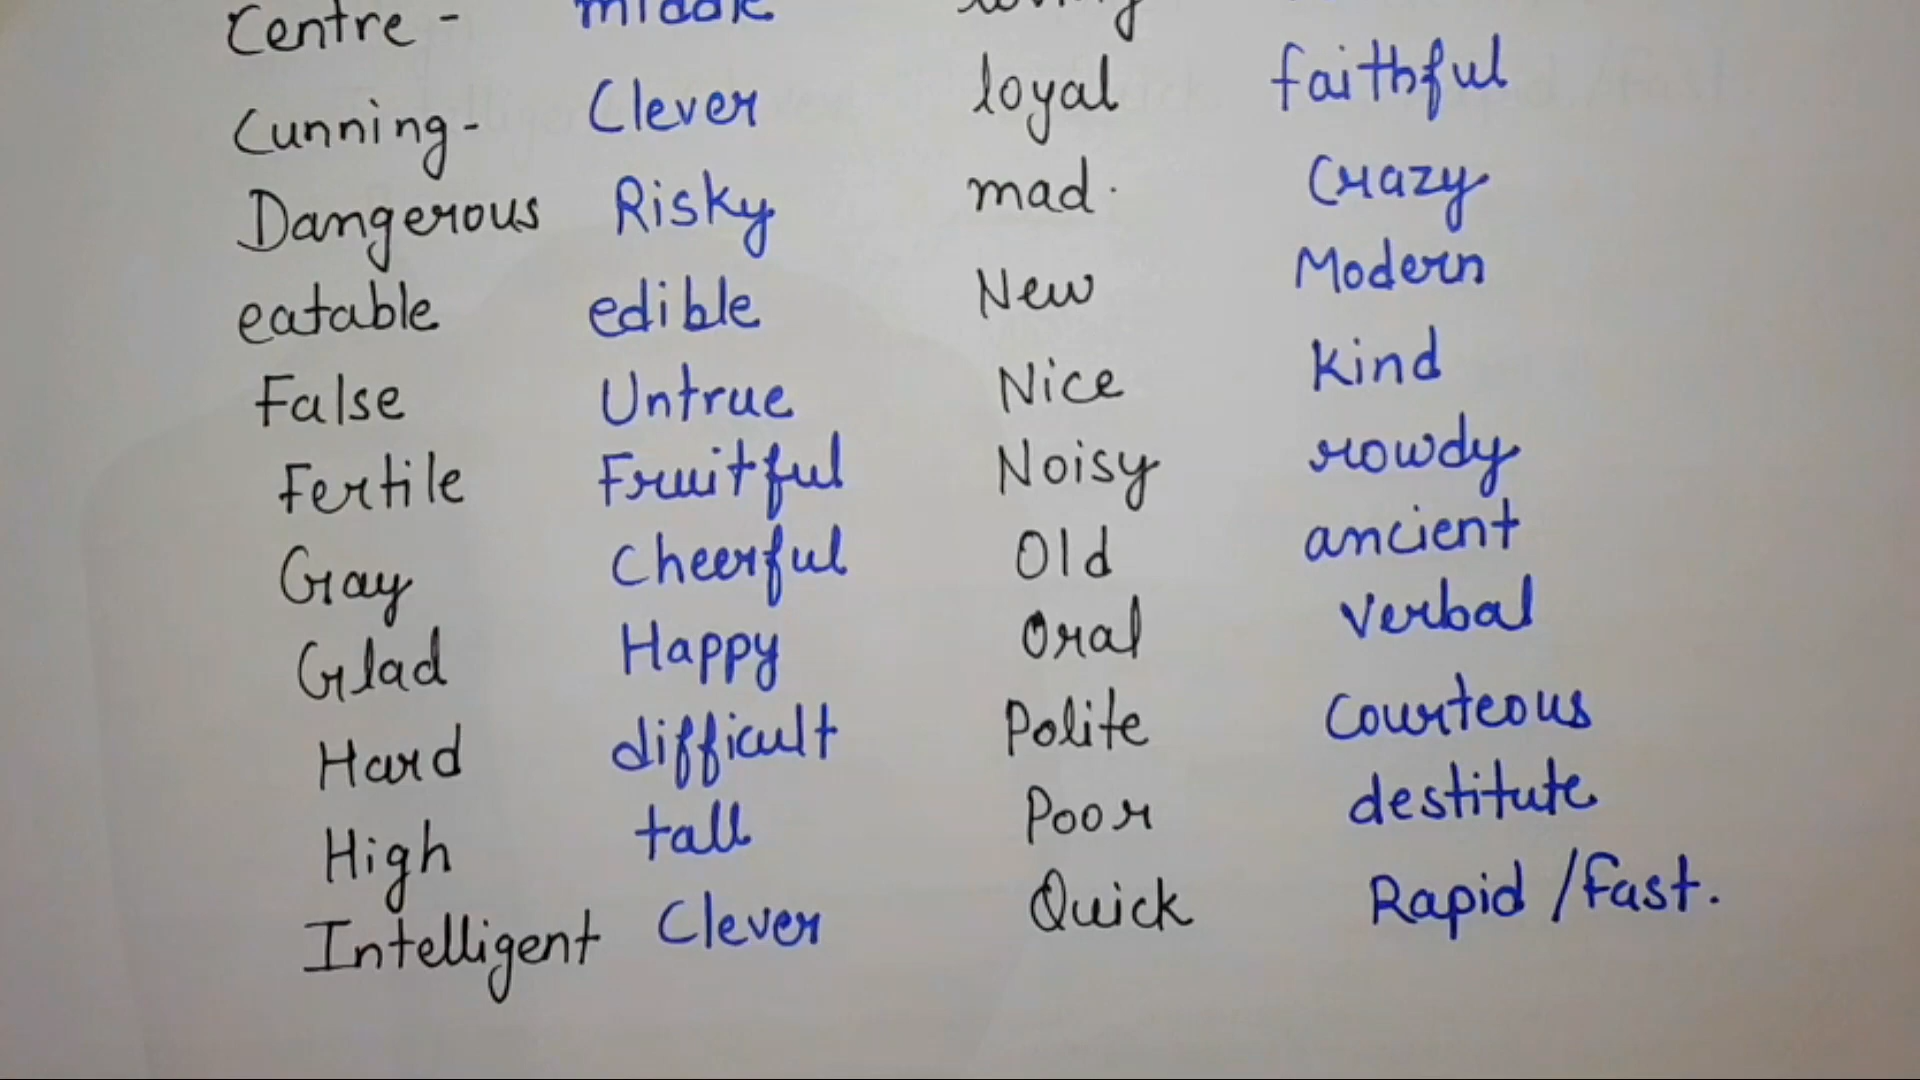 Centre - middle
Cunning- Clever loyal faithful
Dangerous Risky mad. Crazy
eatable edible New Modern
False Untrue Nice kind
Fertile Fruitful Noisy rowdy
Gray Cheerful Old ancient
Glad Happy Oral verbal
Hard difficult Polite courteous
High tall Poor destitute
Intelligent Clever Quick Rapid /Fast.